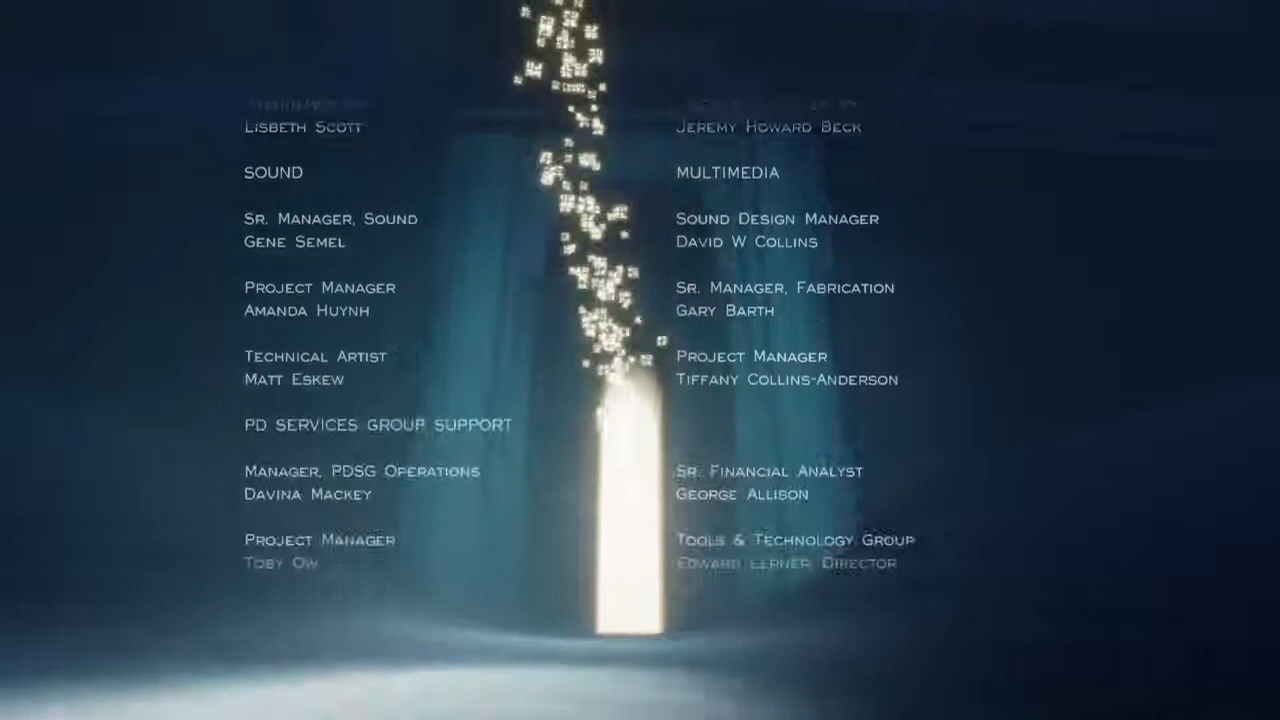 Lisbeth Scott
SOUND
Sr. Manager, Sound
Gene Semel
Project Manager
Amanda Huynh
Technical Artist
Matt Eskew
PD SERVICES GROUP SUPPORT
Manager, PDSG Operations
Davina Mackey
Project Manager
Toby Ow
Jeremy Howard Beck
MULTIMEDIA
Sound Design Manager
David W Collins
Sr. Manager, Fabrication
Gary Barth
Project Manager
Tiffany Collins-Anderson
Sr. Financial Analyst
George Allison
Tools & Technology Group
Edward Lerner, Director